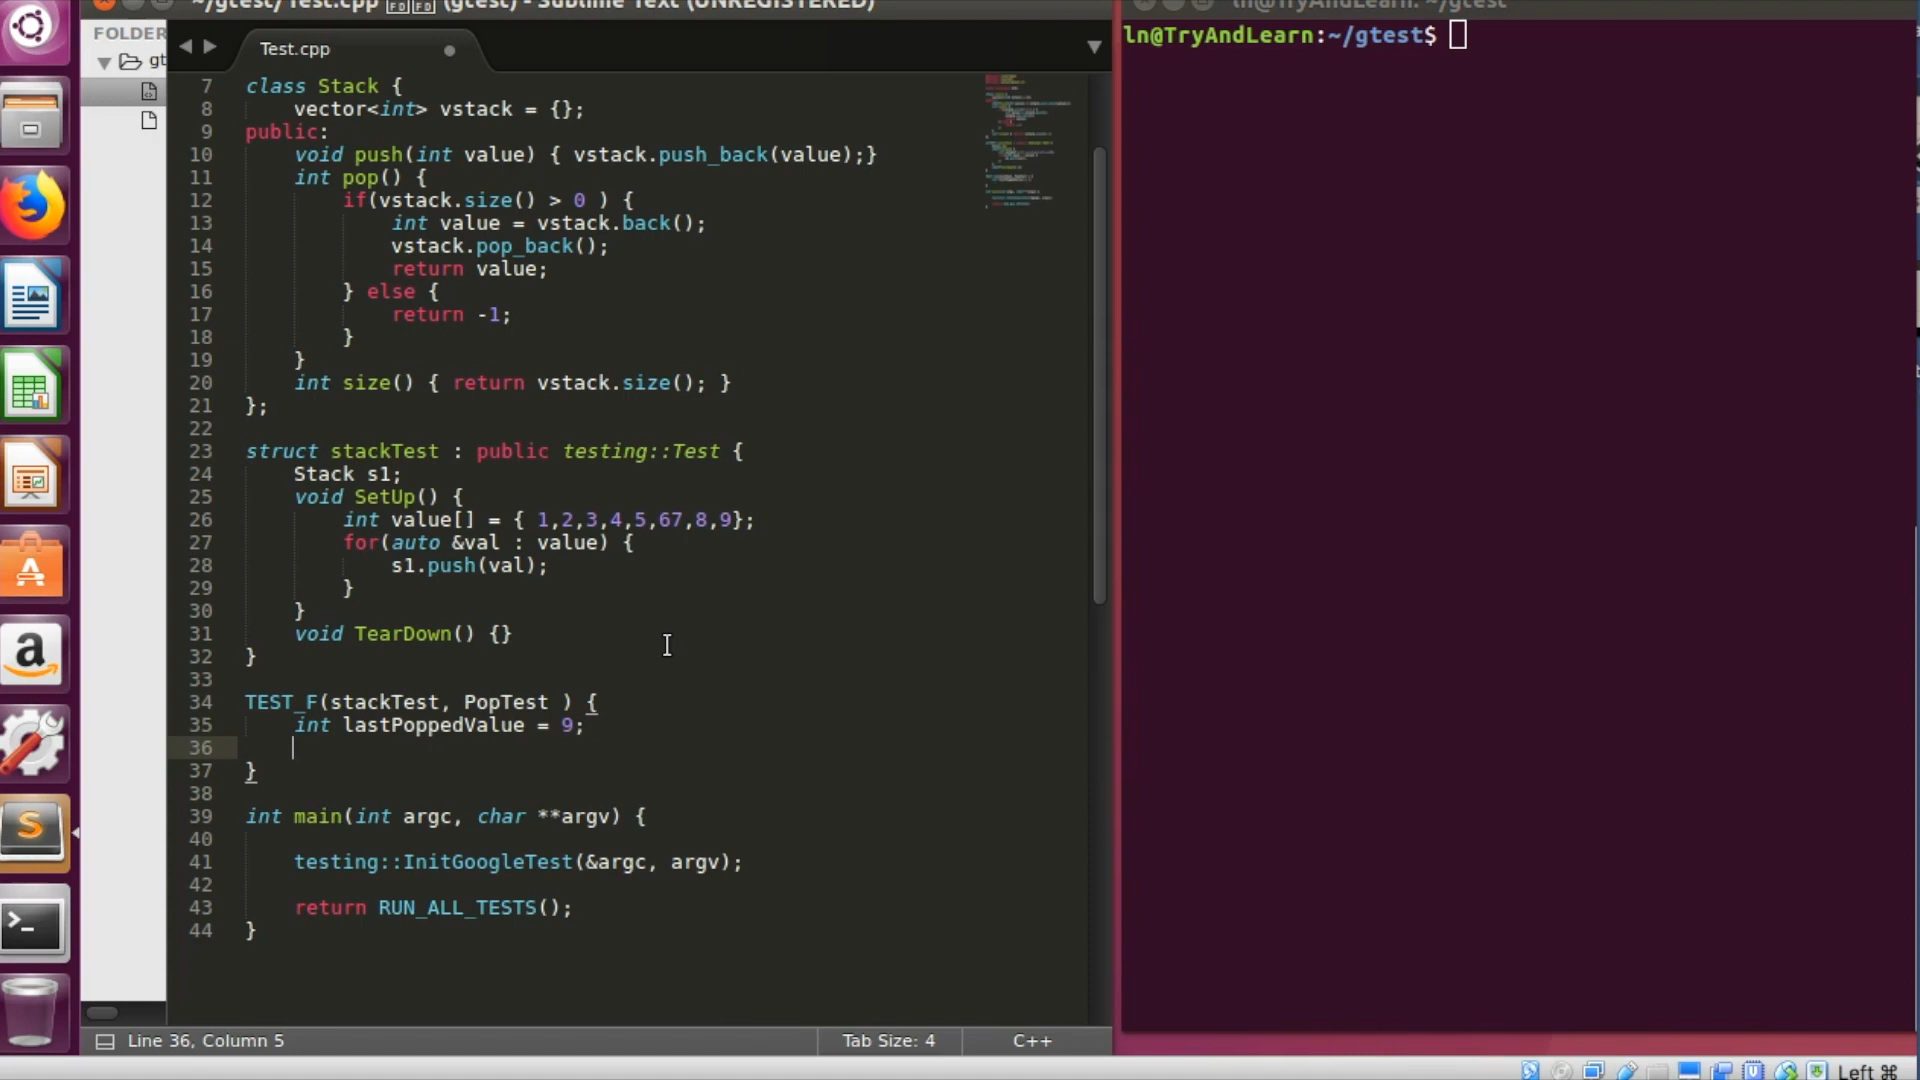 ~/gtest/Test.cpp (gtest) - Sublime Text (UNREGISTERED)
ln@TryAndLearn: ~/gtest
FOLDER
gt
Test.cpp
ln@TryAndLearn:~/gtest$
7 class Stack {
8 vector<int> vstack = {};
9 public:
10 void push(int value) { vstack.push_back(value);}
11 int pop() {
12 if(vstack.size() > 0 ) {
13 int value = vstack.back();
14 vstack.pop_back();
15 return value;
16 } else {
17 return -1;
18 }
19 }
20 int size() { return vstack.size(); }
21 };
22
23 struct stackTest : public testing::Test {
24 Stack s1;
25 void SetUp() {
26 int value[] = { 1,2,3,4,5,67,8,9};
27 for(auto &val : value) {
28 s1.push(val);
29 }
30 }
31 void TearDown() {}
32 }
33
34 TEST_F(stackTest, PopTest ) {
35 int lastPoppedValue = 9;
36
37 }
38
39 int main(int argc, char **argv) {
40
41 testing::InitGoogleTest(&argc, argv);
42
43 return RUN_ALL_TESTS();
44 }
Line 36, Column 5
Tab Size: 4
C++
Left ⌘